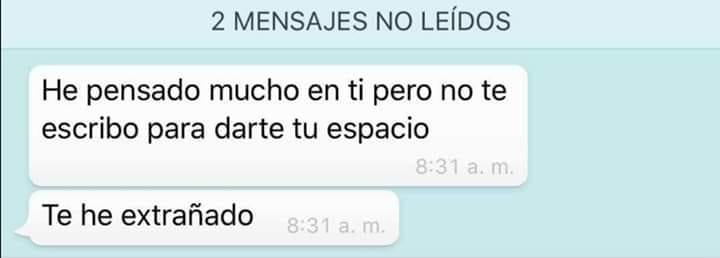 2 MENSAJES NO LEÍDOS
He pensado mucho en ti pero no te
escribo para darte tu espacio
8:31 a. m.
Te he extrañado
8:31 a. m.